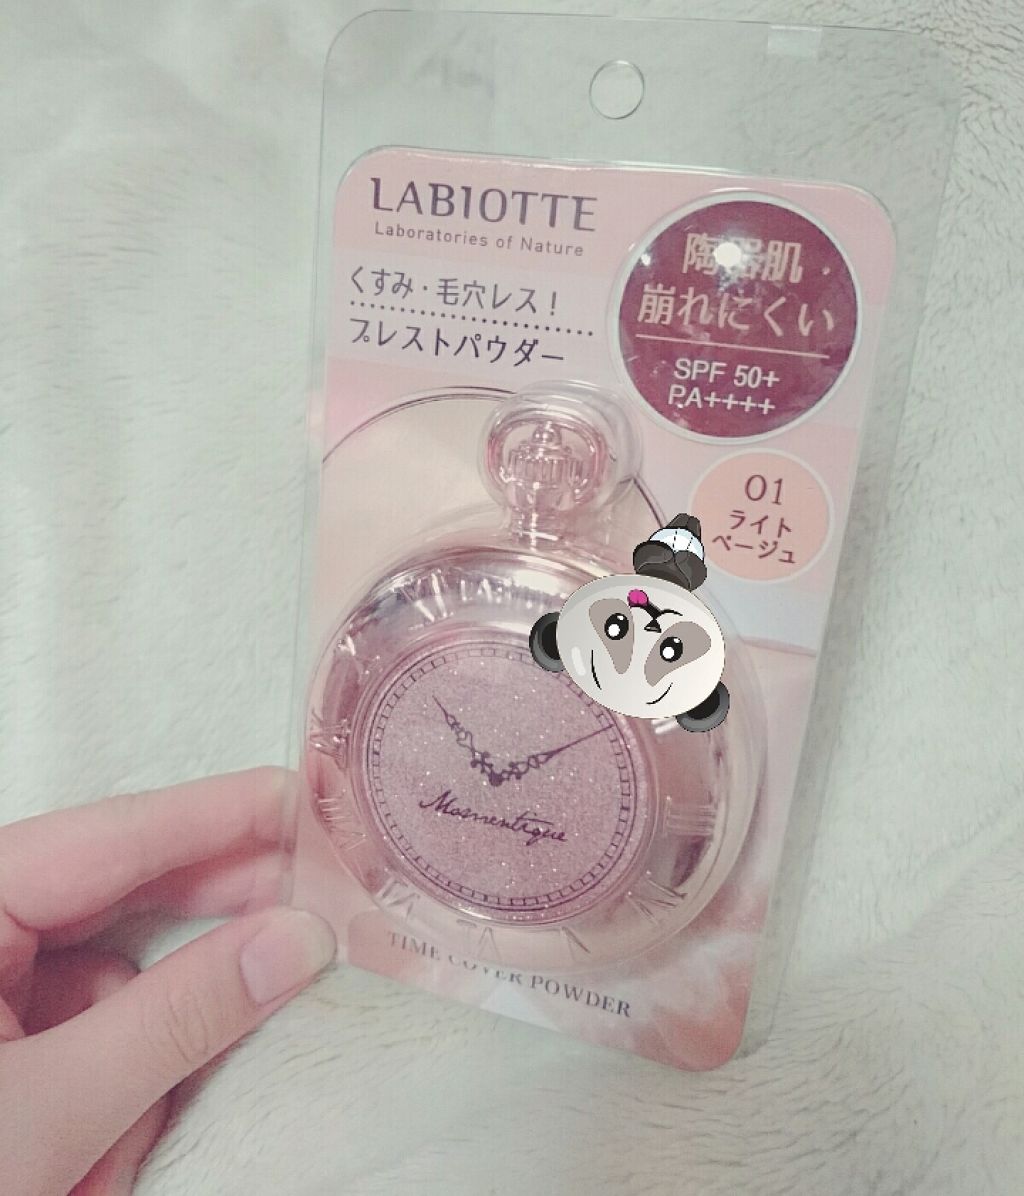 LABIOTTE
Laboratories of Nature
くすみ・毛穴レス！
プレストパウダー
陶器肌
崩れにくい
SPF 50+
PA++++
01
ライト
ベージュ
Momentique
TIME COVER POWDER